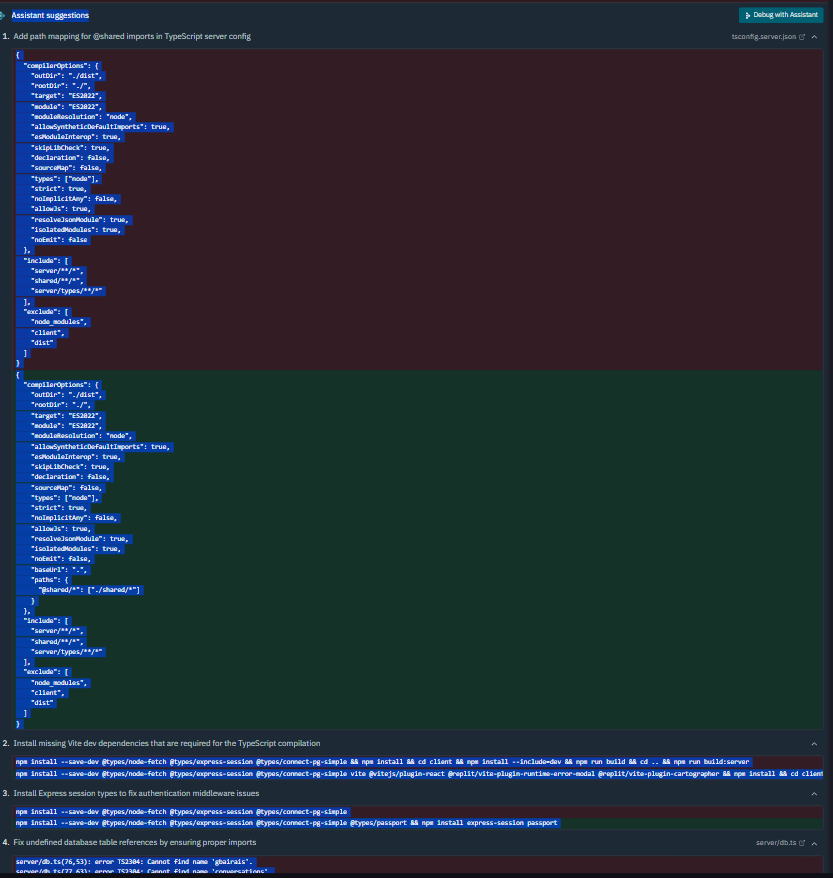 Assistant suggestions
Debug with Assistant
1. Add path mapping for @shared imports in TypeScript server config
tsconfig.server.json
{
"compilerOptions": {
"outDir": "./dist",
"rootDir": "./",
"target": "ES2022",
"module": "ES2022",
"moduleResolution": "node",
"allowSyntheticDefaultImports": true,
"esModuleInterop": true,
"skipLibCheck": true,
"declaration": false,
"sourceMap": false,
"types": ["node"],
"strict": true,
"noImplicitAny": false,
"allowJs": true,
"resolveJsonModule": true,
"isolatedModules": true,
"noEmit": false
},
"include": [
"server/**/*",
"shared/**/*",
"server/types/**/*"
],
"exclude": [
"node_modules",
"client",
"dist"
]
}
{
"compilerOptions": {
"outDir": "./dist",
"rootDir": "./",
"target": "ES2022",
"module": "ES2022",
"moduleResolution": "node",
"allowSyntheticDefaultImports": true,
"esModuleInterop": true,
"skipLibCheck": true,
"declaration": false,
"sourceMap": false,
"types": ["node"],
"strict": true,
"noImplicitAny": false,
"allowJs": true,
"resolveJsonModule": true,
"isolatedModules": true,
"noEmit": false,
"baseUrl": ".",
"paths": {
"@shared/*": ["./shared/*"]
}
},
"include": [
"server/**/*",
"shared/**/*",
"server/types/**/*"
],
"exclude": [
"node_modules",
"client",
"dist"
]
}
2. Install missing Vite dev dependencies that are required for the TypeScript compilation
npm install --save-dev @types/node-fetch @types/express-session @types/connect-pg-simple && npm install && cd client && npm install --include=dev && npm run build && cd .. && npm run build:server
npm install --save-dev @types/node-fetch @types/express-session @types/connect-pg-simple vite @vitejs/plugin-react @replit/vite-plugin-runtime-error-modal @replit/vite-plugin-cartographer && npm install && cd client
3. Install Express session types to fix authentication middleware issues
npm install --save-dev @types/node-fetch @types/express-session @types/connect-pg-simple
npm install --save-dev @types/node-fetch @types/express-session @types/connect-pg-simple @types/passport && npm install express-session passport
4. Fix undefined database table references by ensuring proper imports
server/db.ts
server/db.ts(76,53): error TS2304: Cannot find name 'gbairais'.
server/db.ts(77,63): error TS2304: Cannot find name 'conversations'.